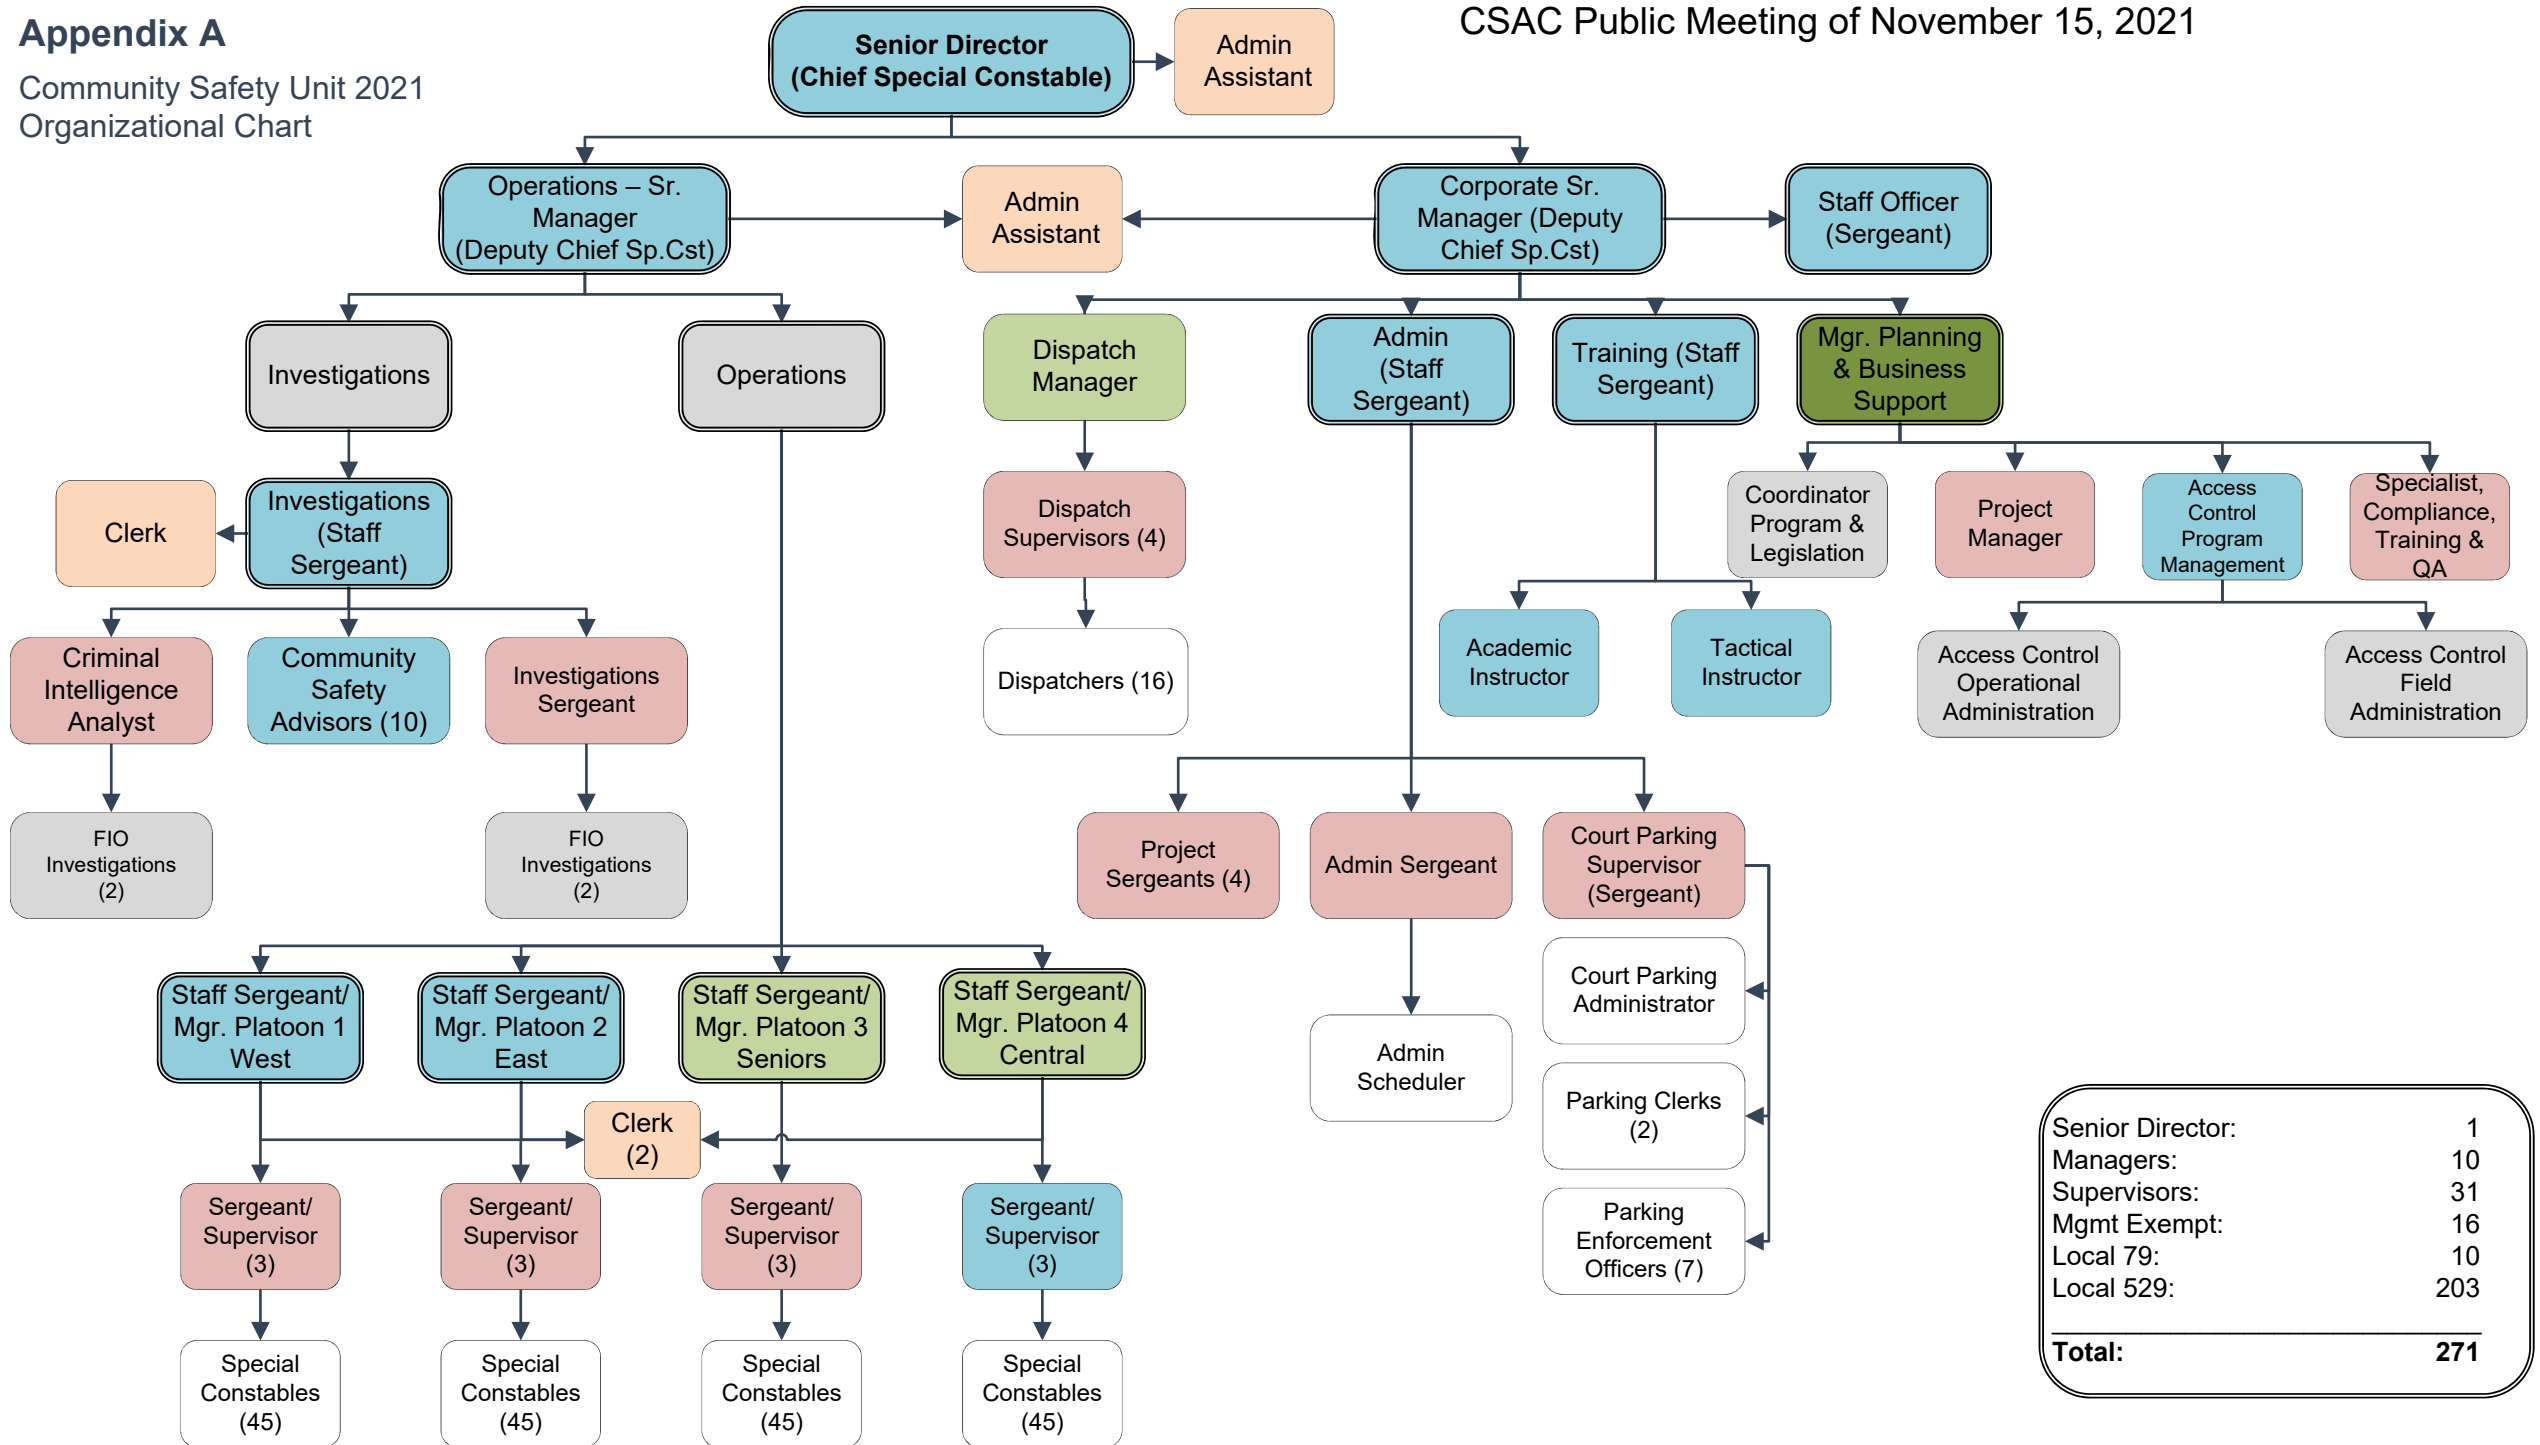 Appendix A
CSAC Public Meeting of November 15, 2021
Community Safety Unit 2021
Organizational Chart
Senior Director
(Chief Special Constable)
Admin
Assistant
Operations – Sr.
Manager
(Deputy Chief Sp.Cst)
Admin
Assistant
Corporate Sr.
Manager (Deputy
Chief Sp.Cst)
Staff Officer
(Sergeant)
Investigations
Operations
Dispatch
Manager
Admin
(Staff
Sergeant)
Training (Staff
Sergeant)
Mgr. Planning
& Business
Support
Clerk
Investigations
(Staff
Sergeant)
Dispatch
Supervisors (4)
Coordinator
Program &
Legislation
Project
Manager
Access
Control
Program
Management
Specialist,
Compliance,
Training &
QA
Criminal
Intelligence
Analyst
Community
Safety
Advisors (10)
Investigations
Sergeant
Dispatchers (16)
Academic
Instructor
Tactical
Instructor
Access Control
Operational
Administration
Access Control
Field
Administration
FIO
Investigations
(2)
FIO
Investigations
(2)
Project
Sergeants (4)
Admin Sergeant
Court Parking
Supervisor
(Sergeant)
Court Parking
Administrator
Staff Sergeant/
Mgr. Platoon 1
West
Staff Sergeant/
Mgr. Platoon 2
East
Staff Sergeant/
Mgr. Platoon 3
Seniors
Staff Sergeant/
Mgr. Platoon 4
Central
Admin
Scheduler
Parking Clerks
(2)
Clerk
(2)
Sergeant/
Supervisor
(3)
Sergeant/
Supervisor
(3)
Sergeant/
Supervisor
(3)
Sergeant/
Supervisor
(3)
Parking
Enforcement
Officers (7)
Special
Constables
(45)
Special
Constables
(45)
Special
Constables
(45)
Special
Constables
(45)
Senior Director: 1
Managers: 10
Supervisors: 31
Mgmt Exempt: 16
Local 79: 10
Local 529: 203
Total: 271